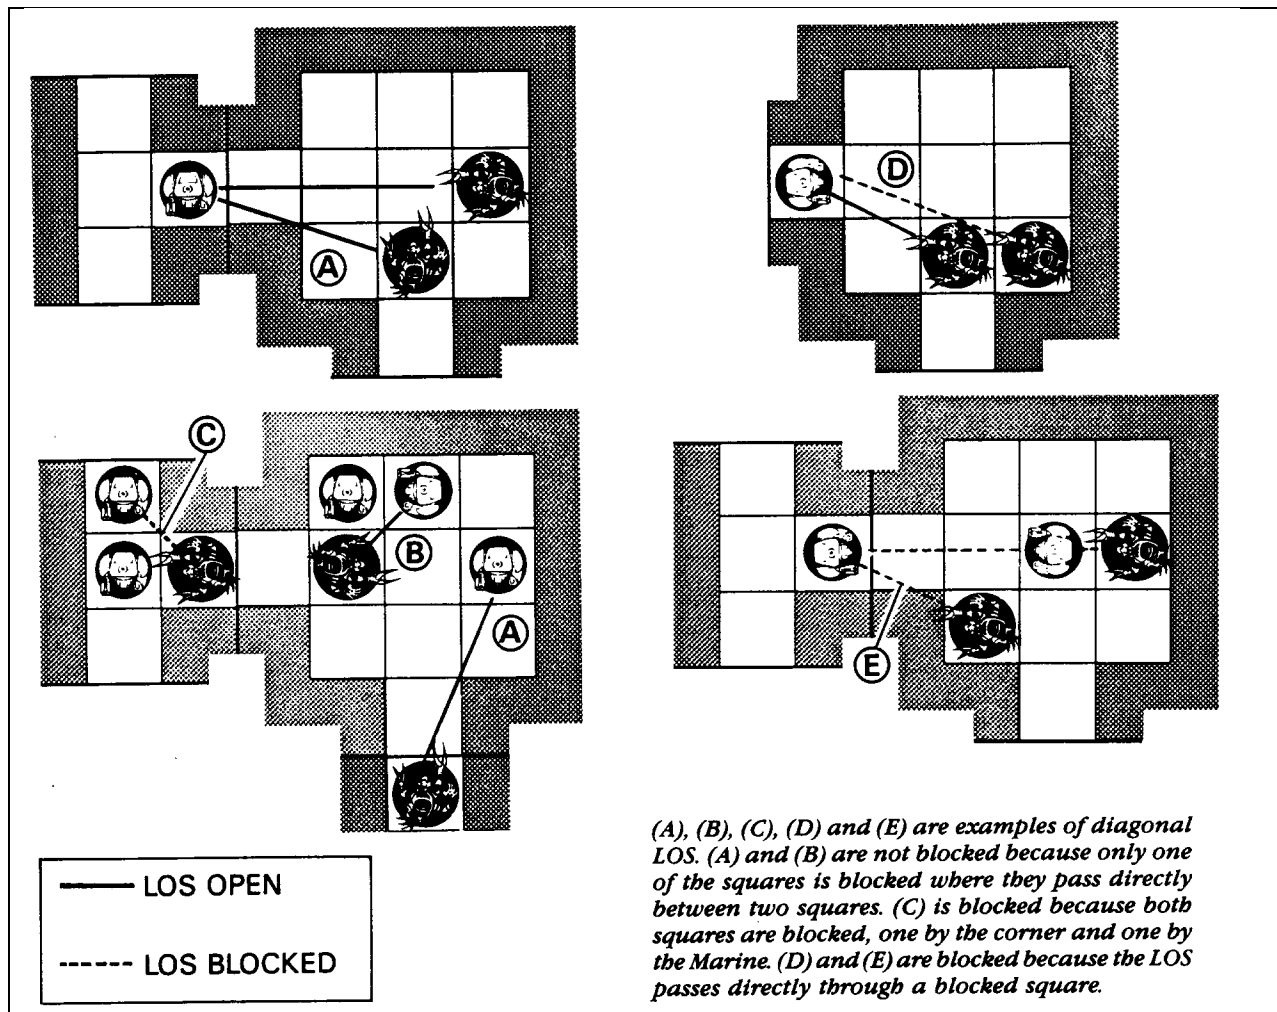 A
D
C
B
A
E
LOS OPEN
LOS BLOCKED
(A), (B), (C), (D) and (E) are examples of diagonal
LOS. (A) and (B) are not blocked because only one
of the squares is blocked where they pass directly
between two squares. (C) is blocked because both
squares are blocked, one by the corner and one by
the Marine. (D) and (E) are blocked because the LOS
passes directly through a blocked square.